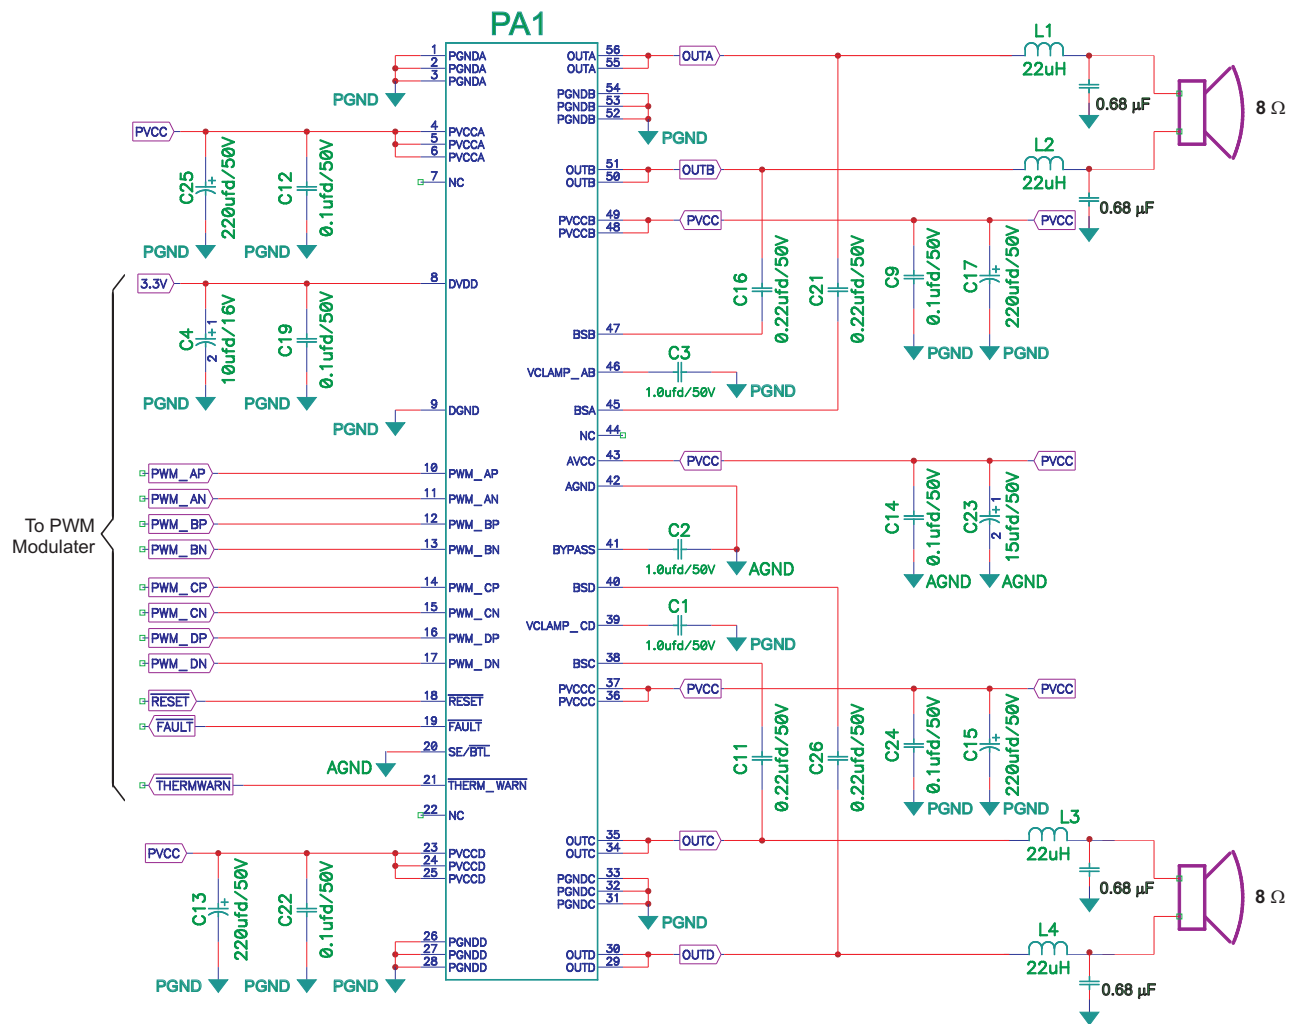 PA1
1 PGNDA
2 PGNDA
3 PGNDA
PGND
PVCC
4 PVCCA
5 PVCCA
6 PVCCA
7 NC
C25
220ufd/50V
+
C12
0.1ufd/50V
PGND
PGND
3.3V
8 DVDD
C4
10ufd/16V
1
+
2
C19
0.1ufd/50V
PGND
PGND
9 DGND
PGND
To PWM
Modulater
PWM_AP 10 PWM_AP
PWM_AN 11 PWM_AN
PWM_BP 12 PWM_BP
PWM_BN 13 PWM_BN
PWM_CP 14 PWM_CP
PWM_CN 15 PWM_CN
PWM_DP 16 PWM_DP
PWM_DN 17 PWM_DN
RESET 18 RESET
FAULT 19 FAULT
20 SE/BTL
AGND
THERMWARN 21 THERM_WARN
22 NC
PVCC
23 PVCCD
24 PVCCD
25 PVCCD
C13
220ufd/50V
+
C22
0.1ufd/50V
26 PGNDD
27 PGNDD
28 PGNDD
PGND
PGND
PGND
OUTA 56
OUTA 55
OUTA
PGNDB 54
PGNDB 53
PGNDB 52
PGND
OUTB 51
OUTB 50
OUTB
PVCCB 49
PVCCB 48
PVCC
PVCC
C16
0.22ufd/50V
C21
0.22ufd/50V
C9
0.1ufd/50V
C17
220ufd/50V
+
PGND
PGND
BSB 47
VCLAMP_AB 46
C3
1.0ufd/50V
PGND
BSA 45
NC 44
AVCC 43
PVCC
PVCC
AGND 42
C2
BYPASS 41
1.0ufd/50V
AGND
C14
0.1ufd/50V
C23
15ufd/50V
1
+
2
AGND
AGND
BSD 40
C1
VCLAMP_CD 39
1.0ufd/50V
PGND
BSC 38
PVCCC 37
PVCCC 36
PVCC
PVCC
C11
0.22ufd/50V
C26
0.22ufd/50V
C24
0.1ufd/50V
C15
220ufd/50V
+
PGND
PGND
OUTC 35
OUTC 34
OUTC
PGNDC 33
PGNDC 32
PGNDC 31
PGND
OUTD 30
OUTD 29
OUTD
L1
22uH
0.68 µF
8 Ω
L2
22uH
0.68 µF
L3
22uH
0.68 µF
8 Ω
L4
22uH
0.68 µF